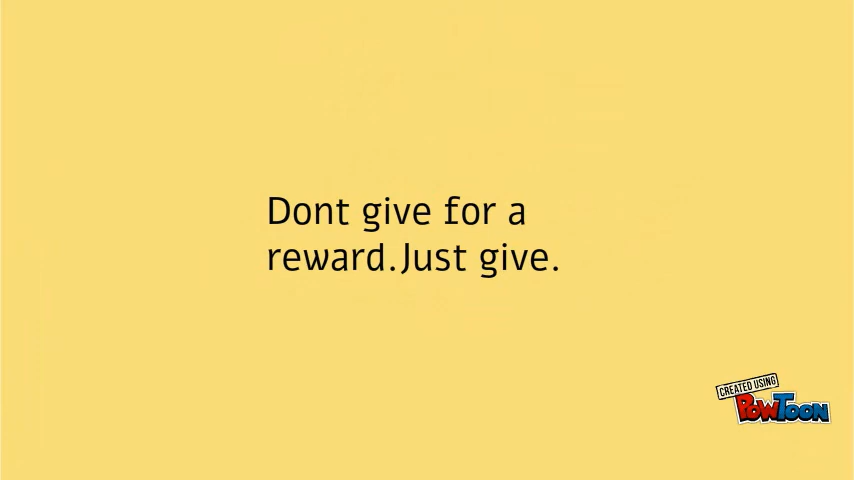 Dont give for a
reward.Just give.
CREATED USING
POWTOON